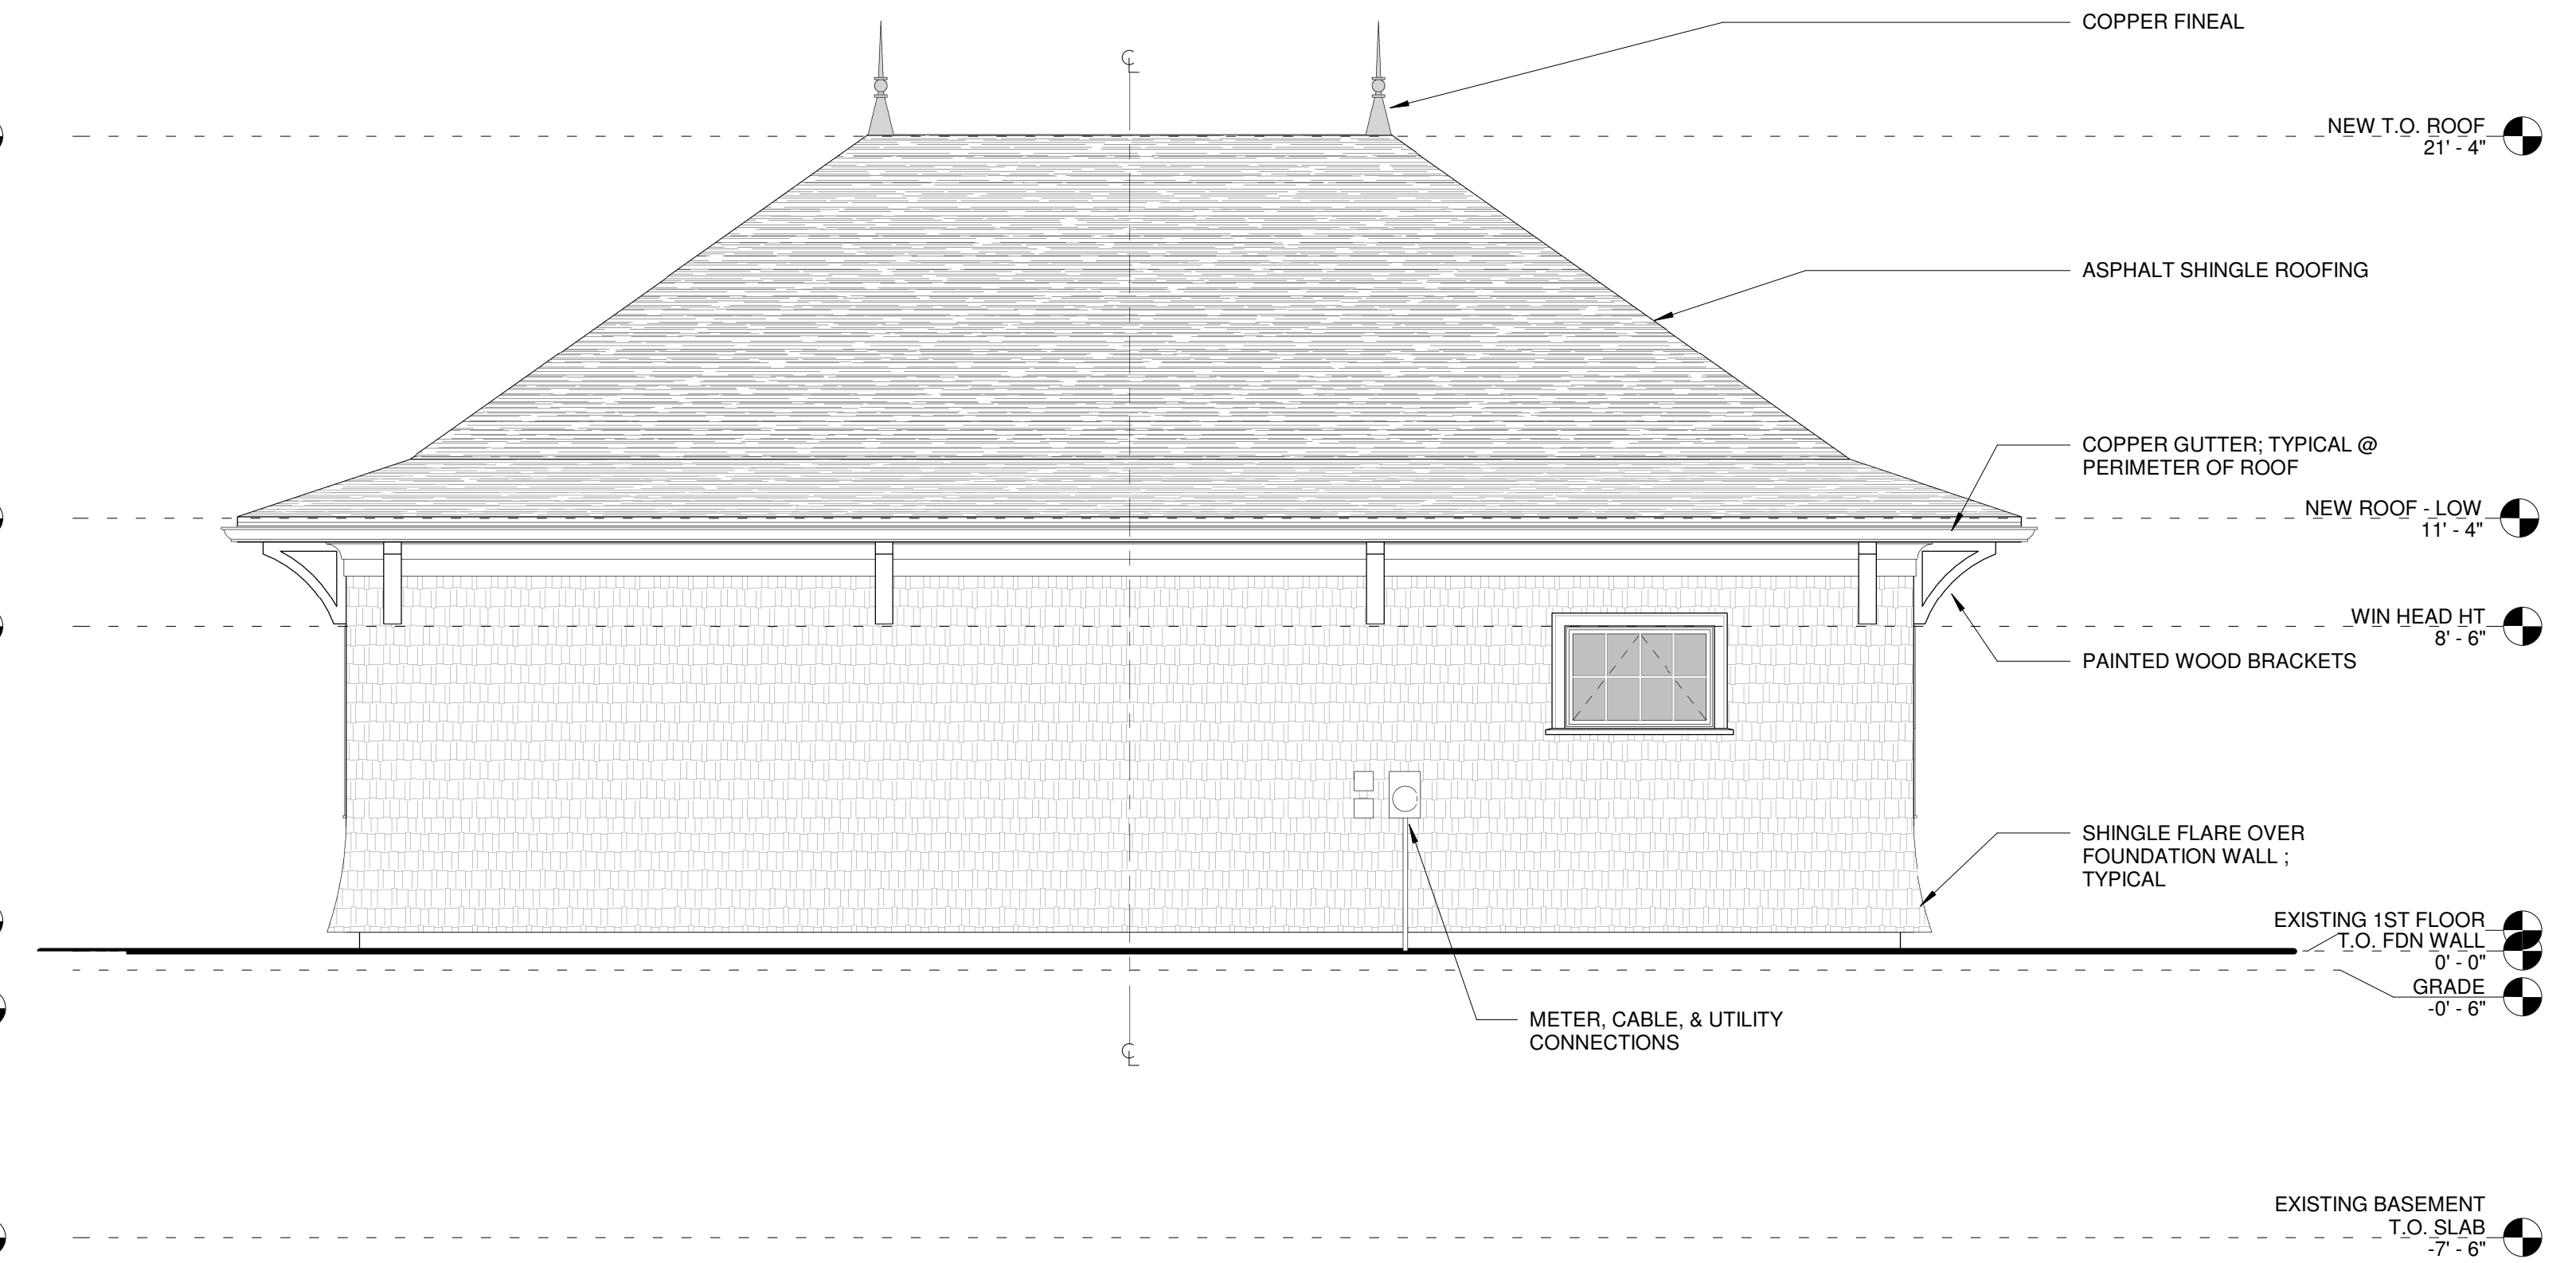 COPPER FINEAL
NEW T.O. ROOF
21' - 4"
ASPHALT SHINGLE ROOFING
COPPER GUTTER; TYPICAL @
PERIMETER OF ROOF
NEW ROOF - LOW
11' - 4"
WIN HEAD HT
8' - 6"
PAINTED WOOD BRACKETS
SHINGLE FLARE OVER
FOUNDATION WALL ;
TYPICAL
EXISTING 1ST FLOOR
T.O. FDN WALL
0' - 0"
GRADE
-0' - 6"
METER, CABLE, & UTILITY
CONNECTIONS
EXISTING BASEMENT
T.O. SLAB
-7' - 6"